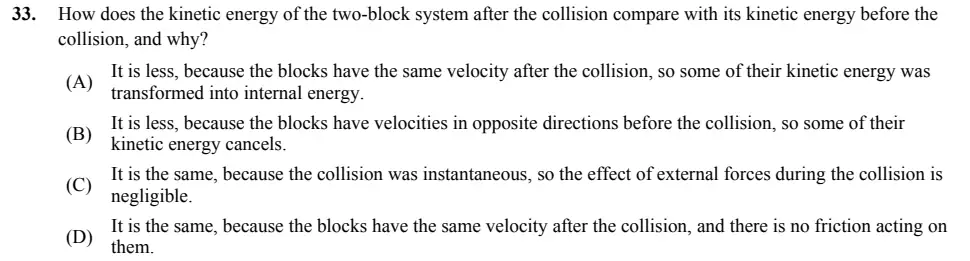 33. How does the kinetic energy of the two-block system after the collision compare with its kinetic energy before the
collision, and why?
(A) It is less, because the blocks have the same velocity after the collision, so some of their kinetic energy was
transformed into internal energy.
(B) It is less, because the blocks have velocities in opposite directions before the collision, so some of their
kinetic energy cancels.
(C) It is the same, because the collision was instantaneous, so the effect of external forces during the collision is
negligible.
(D) It is the same, because the blocks have the same velocity after the collision, and there is no friction acting on
them.